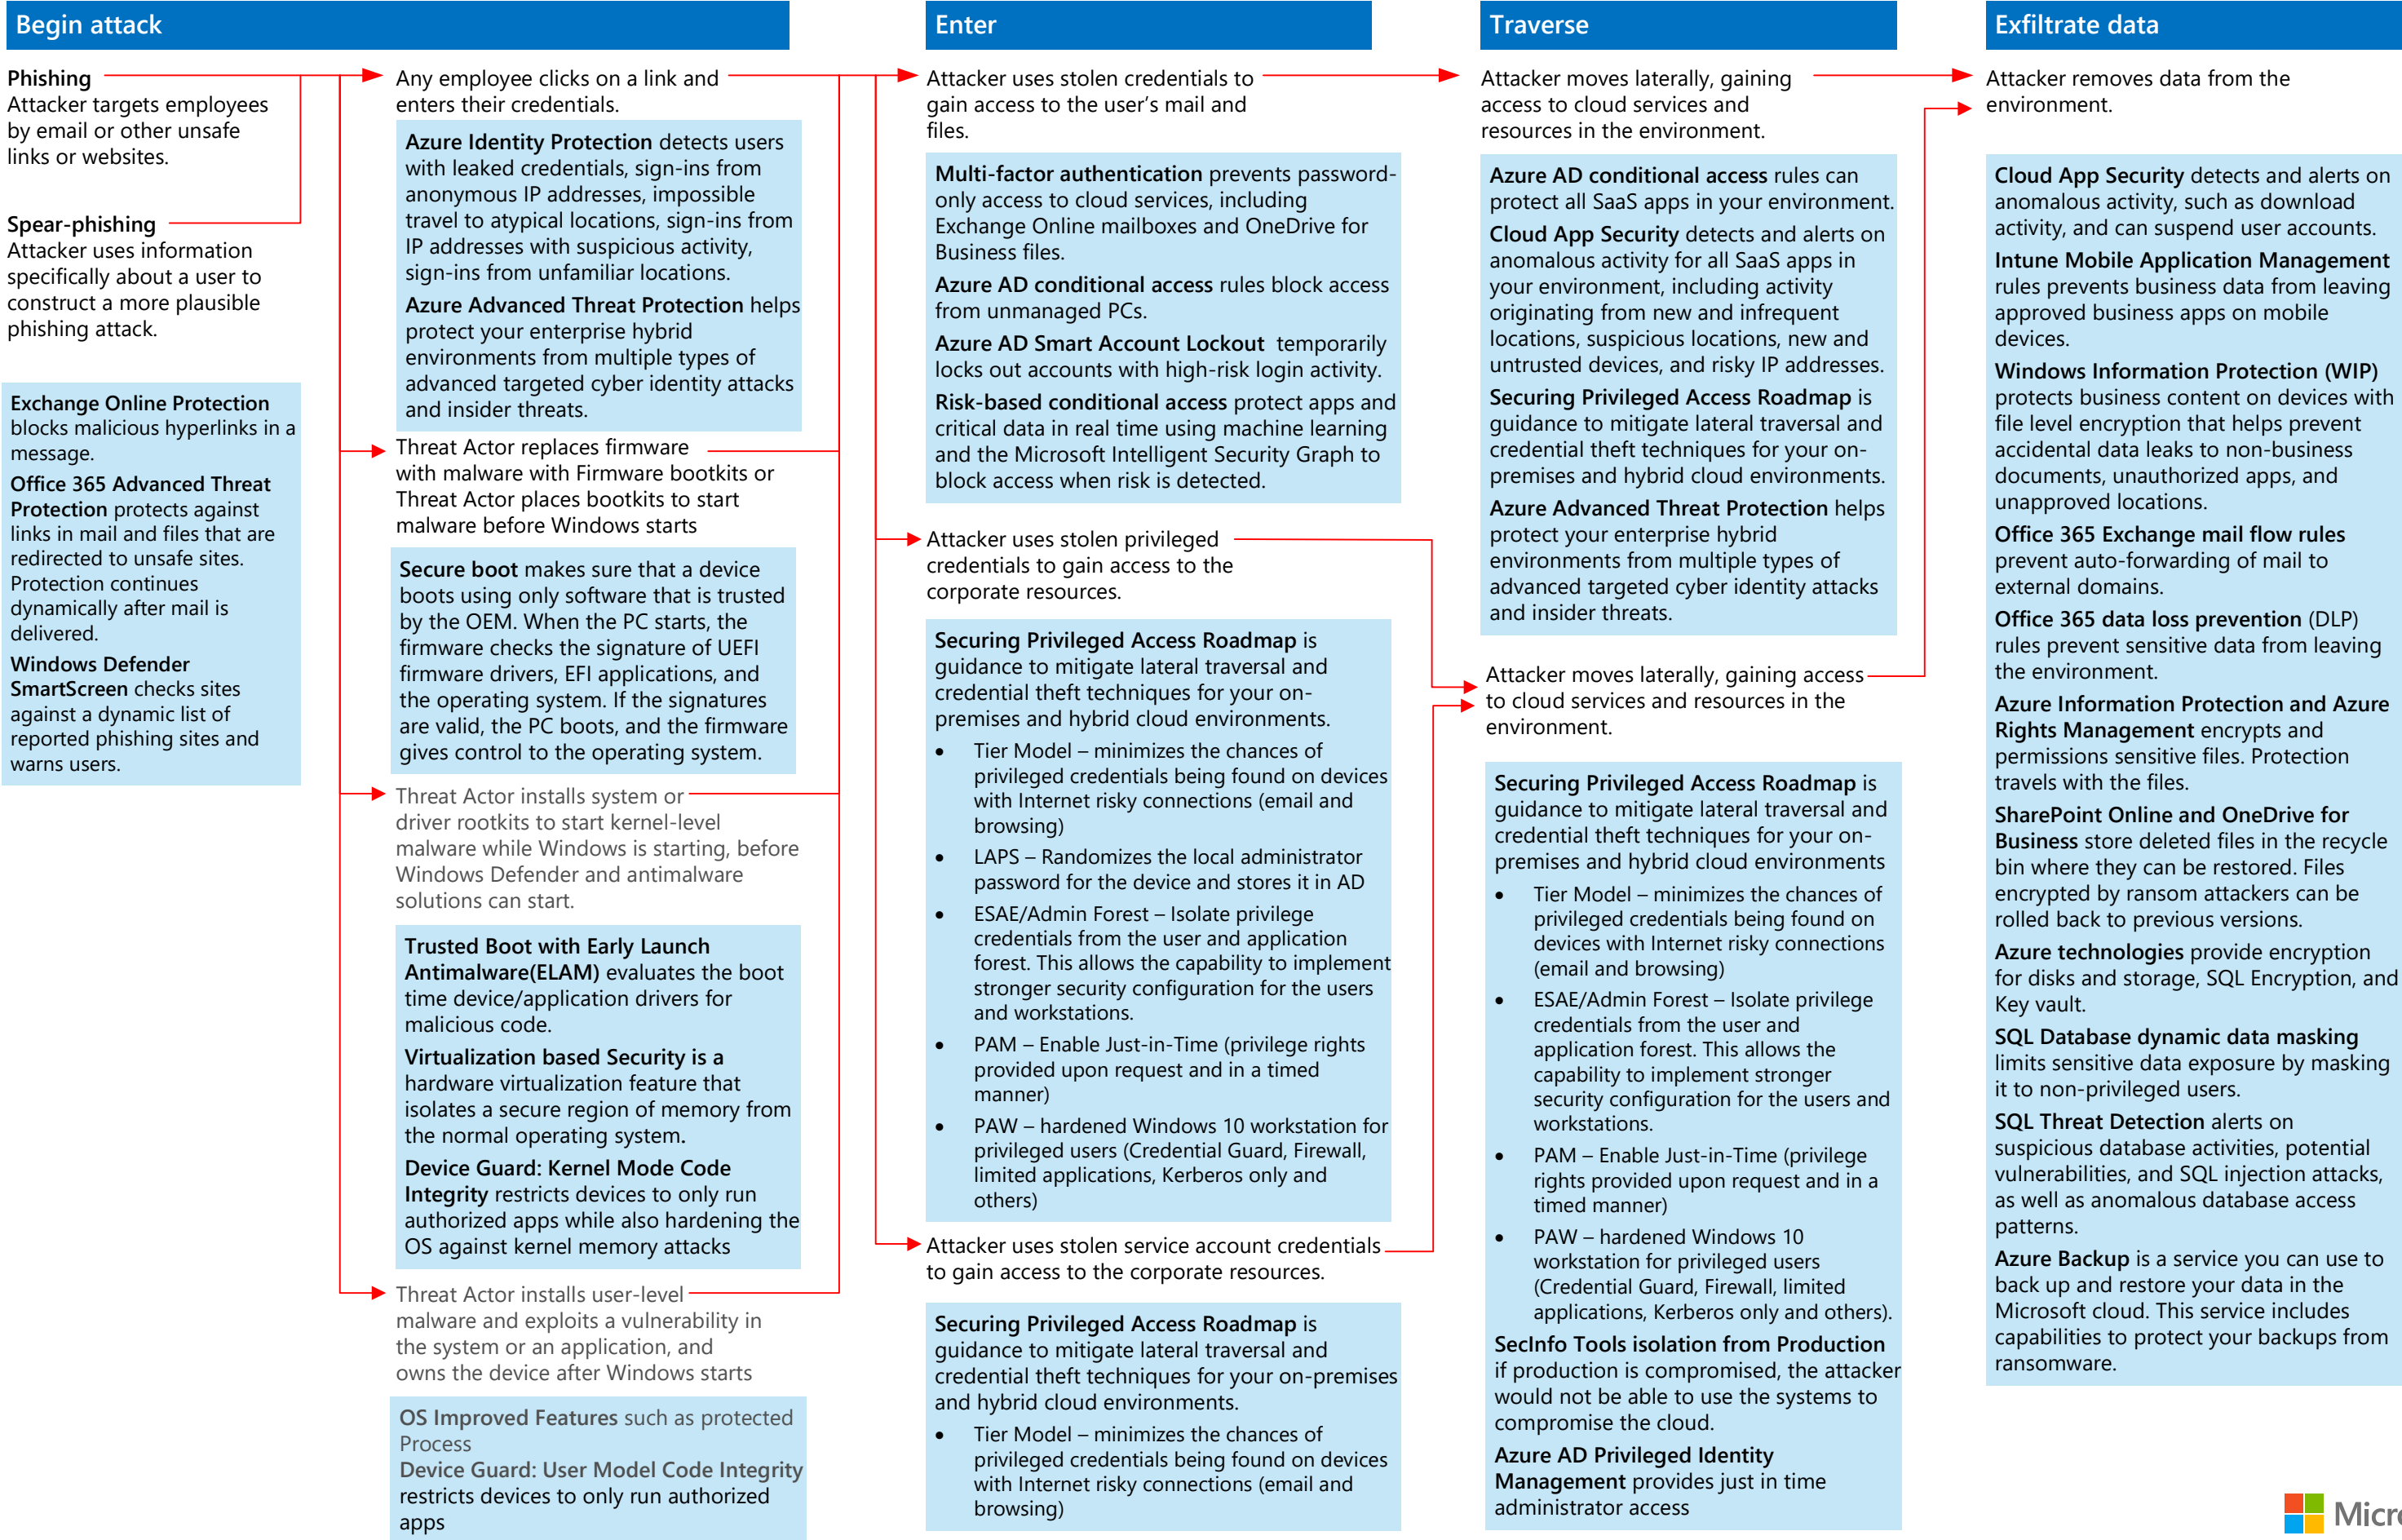 Begin attack
Phishing
Attacker targets employees
by email or other unsafe
links or websites.
Spear-phishing
Attacker uses information
specifically about a user to
construct a more plausible
phishing attack.
Exchange Online Protection
blocks malicious hyperlinks in a
message.
Office 365 Advanced Threat
Protection protects against
links in mail and files that are
redirected to unsafe sites.
Protection continues
dynamically after mail is
delivered.
Windows Defender
SmartScreen checks sites
against a dynamic list of
reported phishing sites and
warns users.
Any employee clicks on a link and
enters their credentials.
Azure Identity Protection detects users
with leaked credentials, sign-ins from
anonymous IP addresses, impossible
travel to atypical locations, sign-ins from
IP addresses with suspicious activity,
sign-ins from unfamiliar locations.
Azure Advanced Threat Protection helps
protect your enterprise hybrid
environments from multiple types of
advanced targeted cyber identity attacks
and insider threats.
Threat Actor replaces firmware
with malware with Firmware bootkits or
Threat Actor places bootkits to start
malware before Windows starts
Secure boot makes sure that a device
boots using only software that is trusted
by the OEM. When the PC starts, the
firmware checks the signature of UEFI
firmware drivers, EFI applications, and
the operating system. If the signatures
are valid, the PC boots, and the firmware
gives control to the operating system.
Threat Actor installs system or
driver rootkits to start kernel-level
malware while Windows is starting, before
Windows Defender and antimalware
solutions can start.
Trusted Boot with Early Launch
Antimalware(ELAM) evaluates the boot
time device/application drivers for
malicious code.
Virtualization based Security is a
hardware virtualization feature that
isolates a secure region of memory from
the normal operating system.
Device Guard: Kernel Mode Code
Integrity restricts devices to only run
authorized apps while also hardening the
OS against kernel memory attacks
Threat Actor installs user-level
malware and exploits a vulnerability in
the system or an application, and
owns the device after Windows starts
OS Improved Features such as protected
Process
Device Guard: User Model Code Integrity
restricts devices to only run authorized
apps
Enter
Attacker uses stolen credentials to
gain access to the user's mail and
files.
Multi-factor authentication prevents password-
only access to cloud services, including
Exchange Online mailboxes and OneDrive for
Business files.
Azure AD conditional access rules block access
from unmanaged PCs.
Azure AD Smart Account Lockout temporarily
locks out accounts with high-risk login activity.
Risk-based conditional access protect apps and
critical data in real time using machine learning
and the Microsoft Intelligent Security Graph to
block access when risk is detected.
Attacker uses stolen privileged
credentials to gain access to the
corporate resources.
Securing Privileged Access Roadmap is
guidance to mitigate lateral traversal and
credential theft techniques for your on-
premises and hybrid cloud environments.
• Tier Model – minimizes the chances of
privileged credentials being found on devices
with Internet risky connections (email and
browsing)
• LAPS – Randomizes the local administrator
password for the device and stores it in AD
• ESAE/Admin Forest – Isolate privilege
credentials from the user and application
forest. This allows the capability to implement
stronger security configuration for the users
and workstations.
• PAM – Enable Just-in-Time (privilege rights
provided upon request and in a timed
manner)
• PAW – hardened Windows 10 workstation for
privileged users (Credential Guard, Firewall,
limited applications, Kerberos only and
others)
Attacker uses stolen service account credentials
to gain access to the corporate resources.
Securing Privileged Access Roadmap is
guidance to mitigate lateral traversal and
credential theft techniques for your on-premises
and hybrid cloud environments.
• Tier Model – minimizes the chances of
privileged credentials being found on devices
with Internet risky connections (email and
browsing)
Traverse
Attacker moves laterally, gaining
access to cloud services and
resources in the environment.
Azure AD conditional access rules can
protect all SaaS apps in your environment.
Cloud App Security detects and alerts on
anomalous activity for all SaaS apps in
your environment, including activity
originating from new and infrequent
locations, suspicious locations, new and
untrusted devices, and risky IP addresses.
Securing Privileged Access Roadmap is
guidance to mitigate lateral traversal and
credential theft techniques for your on-
premises and hybrid cloud environments.
Azure Advanced Threat Protection helps
protect your enterprise hybrid
environments from multiple types of
advanced targeted cyber identity attacks
and insider threats.
Attacker moves laterally, gaining access
to cloud services and resources in the
environment.
Securing Privileged Access Roadmap is
guidance to mitigate lateral traversal and
credential theft techniques for your on-
premises and hybrid cloud environments
• Tier Model – minimizes the chances of
privileged credentials being found on
devices with Internet risky connections
(email and browsing)
• ESAE/Admin Forest – Isolate privilege
credentials from the user and
application forest. This allows the
capability to implement stronger
security configuration for the users and
workstations.
• PAM – Enable Just-in-Time (privilege
rights provided upon request and in a
timed manner)
• PAW – hardened Windows 10
workstation for privileged users
(Credential Guard, Firewall, limited
applications, Kerberos only and others).
SecInfo Tools isolation from Production
if production is compromised, the attacker
would not be able to use the systems to
compromise the cloud.
Azure AD Privileged Identity
Management provides just in time
administrator access
Exfiltrate data
Attacker removes data from the
environment.
Cloud App Security detects and alerts on
anomalous activity, such as download
activity, and can suspend user accounts.
Intune Mobile Application Management
rules prevents business data from leaving
approved business apps on mobile
devices.
Windows Information Protection (WIP)
protects business content on devices with
file level encryption that helps prevent
accidental data leaks to non-business
documents, unauthorized apps, and
unapproved locations.
Office 365 Exchange mail flow rules
prevent auto-forwarding of mail to
external domains.
Office 365 data loss prevention (DLP)
rules prevent sensitive data from leaving
the environment.
Azure Information Protection and Azure
Rights Management encrypts and
permissions sensitive files. Protection
travels with the files.
SharePoint Online and OneDrive for
Business store deleted files in the recycle
bin where they can be restored. Files
encrypted by ransom attackers can be
rolled back to previous versions.
Azure technologies provide encryption
for disks and storage, SQL Encryption, and
Key vault.
SQL Database dynamic data masking
limits sensitive data exposure by masking
it to non-privileged users.
SQL Threat Detection alerts on
suspicious database activities, potential
vulnerabilities, and SQL injection attacks,
as well as anomalous database access
patterns.
Azure Backup is a service you can use to
back up and restore your data in the
Microsoft cloud. This service includes
capabilities to protect your backups from
ransomware.
Micr